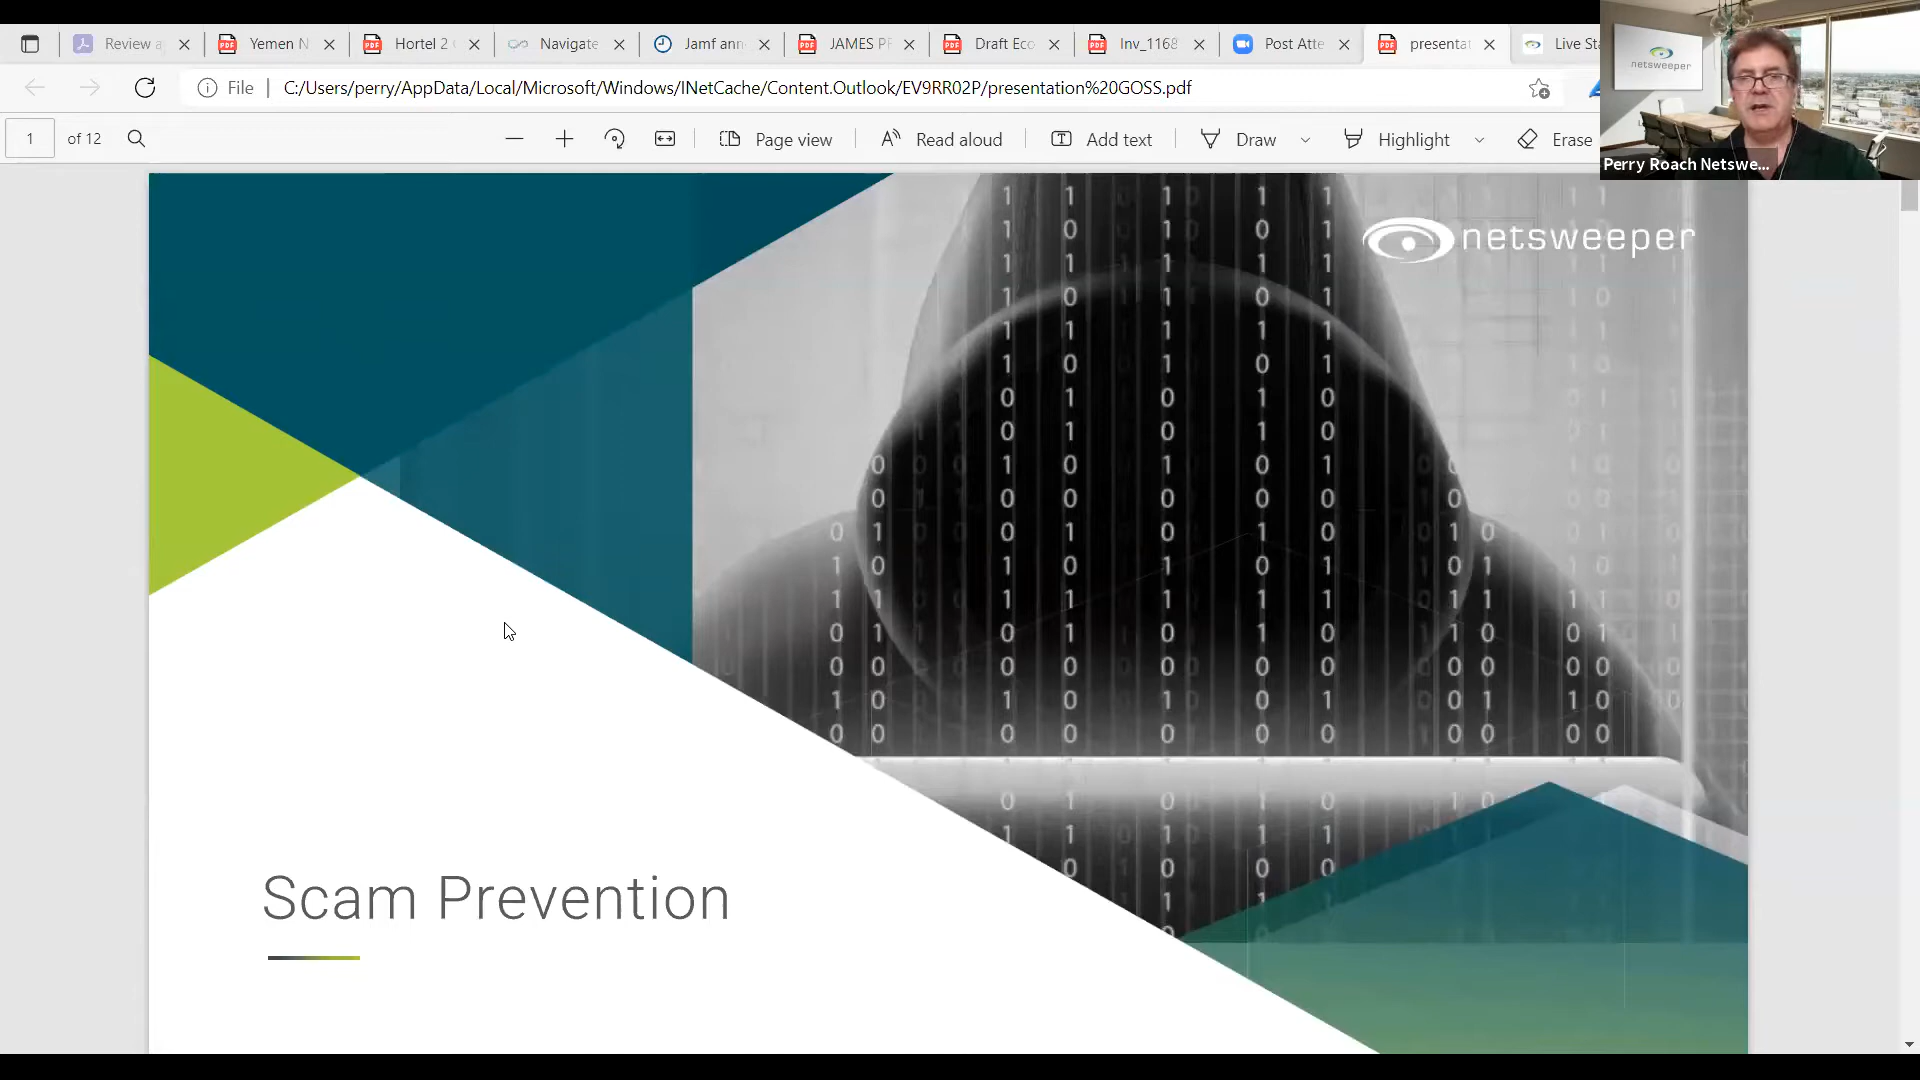 Review a
Yemen N
Hortel 2
Navigate
Jamf ann
JAMES PF
Draft Eco
Inv_1168
Post Atte
presentat
Live Sta
File
C:/Users/perry/AppData/Local/Microsoft/Windows/INetCache/Content.Outlook/EV9RR02P/presentation%20GOSS.pdf
1 of 12
Page view
Read aloud
Add text
Draw
Highlight
Erase
netsweeper
Perry Roach Netswe...
netsweeper
Scam Prevention